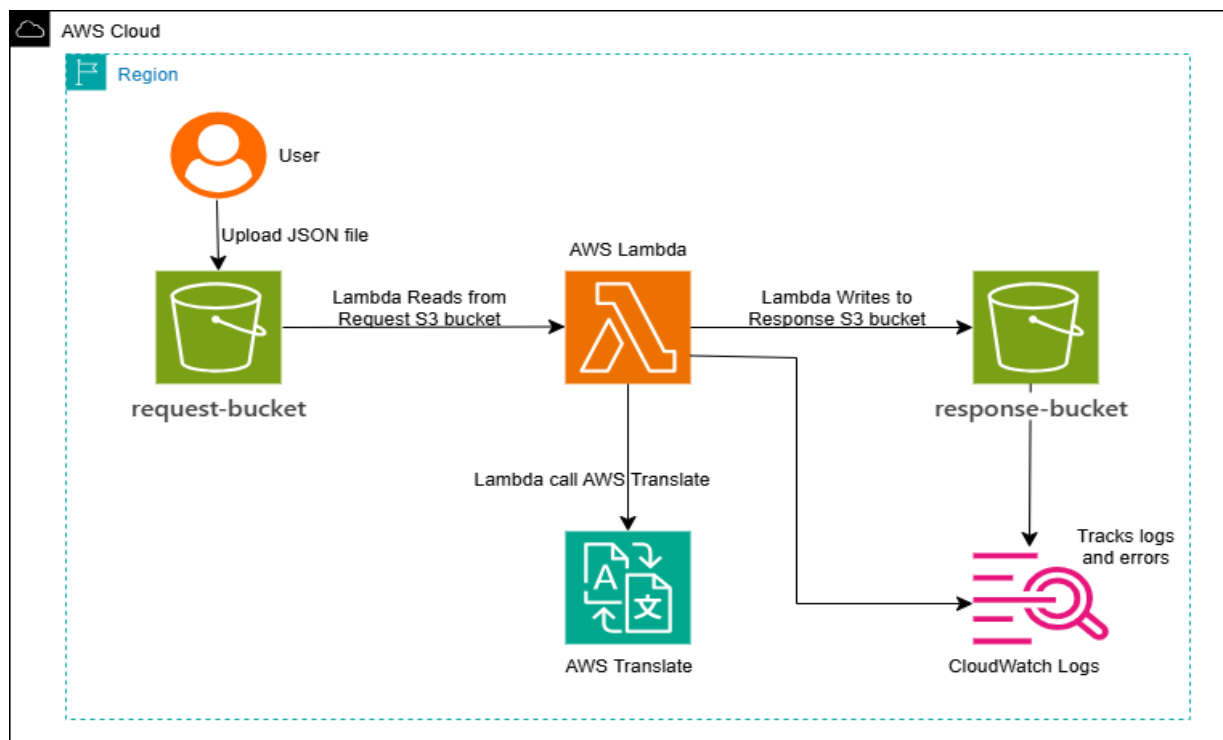 AWS Cloud
Region
User
Upload JSON file
AWS Lambda
Lambda Reads from
Request S3 bucket
Lambda Writes to
Response S3 bucket
request-bucket
response-bucket
Lambda call AWS Translate
Tracks logs
and errors
A
文
AWS Translate
CloudWatch Logs